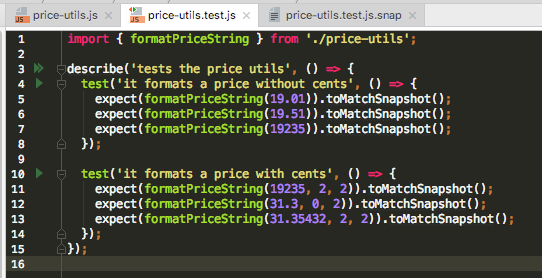 price-utils.js price-utils.test.js price-utils.test.js.snap
1 import { formatPriceString } from './price-utils';
2
3 describe('tests the price utils', () => {
4 test('it formats a price without cents', () => {
5 expect(formatPriceString(19.01)).toMatchSnapshot();
6 expect(formatPriceString(19.51)).toMatchSnapshot();
7 expect(formatPriceString(19235)).toMatchSnapshot();
8 });
9
10 test('it formats a price with cents', () => {
11 expect(formatPriceString(19235, 2, 2)).toMatchSnapshot();
12 expect(formatPriceString(31.3, 0, 2)).toMatchSnapshot();
13 expect(formatPriceString(31.35432, 2, 2)).toMatchSnapshot();
14 });
15 });
16